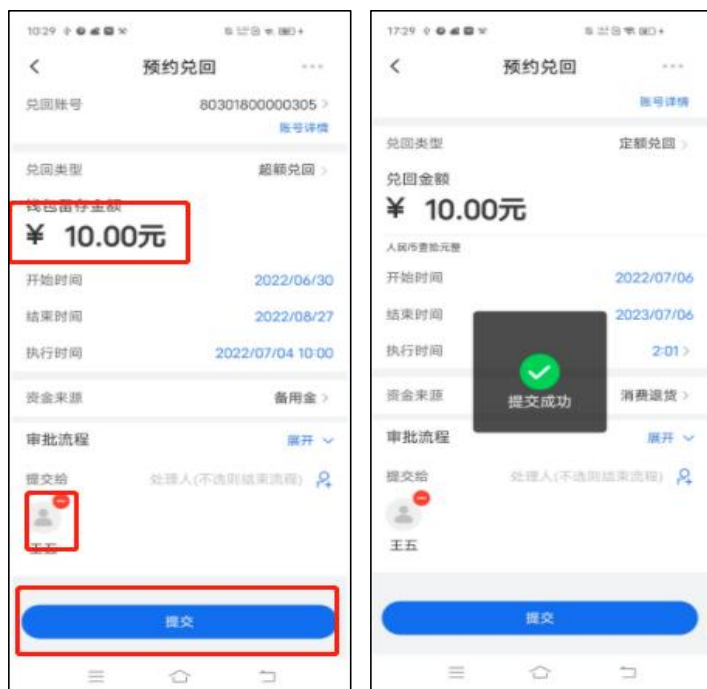 10:29
预约兑回
兑回账号 80301800000305 >
账号详情
兑回类型 超额兑回 >
钱包留存金额
¥ 10.00元
开始时间 2022/06/30
结束时间 2022/08/27
执行时间 2022/07/04 10:00
资金来源 备用金 >
审批流程 展开
提交给 处理人(不选则结束流程)
王五
提交
17:29
预约兑回
账号详情
兑回类型 定额兑回 >
兑回金额
¥ 10.00元
人民币壹拾元整
开始时间 2022/07/06
结束时间 2023/07/06
执行时间 2:01 >
资金来源 消费退货 >
提交成功
审批流程 展开
提交给 处理人(不选则结束流程)
王五
提交